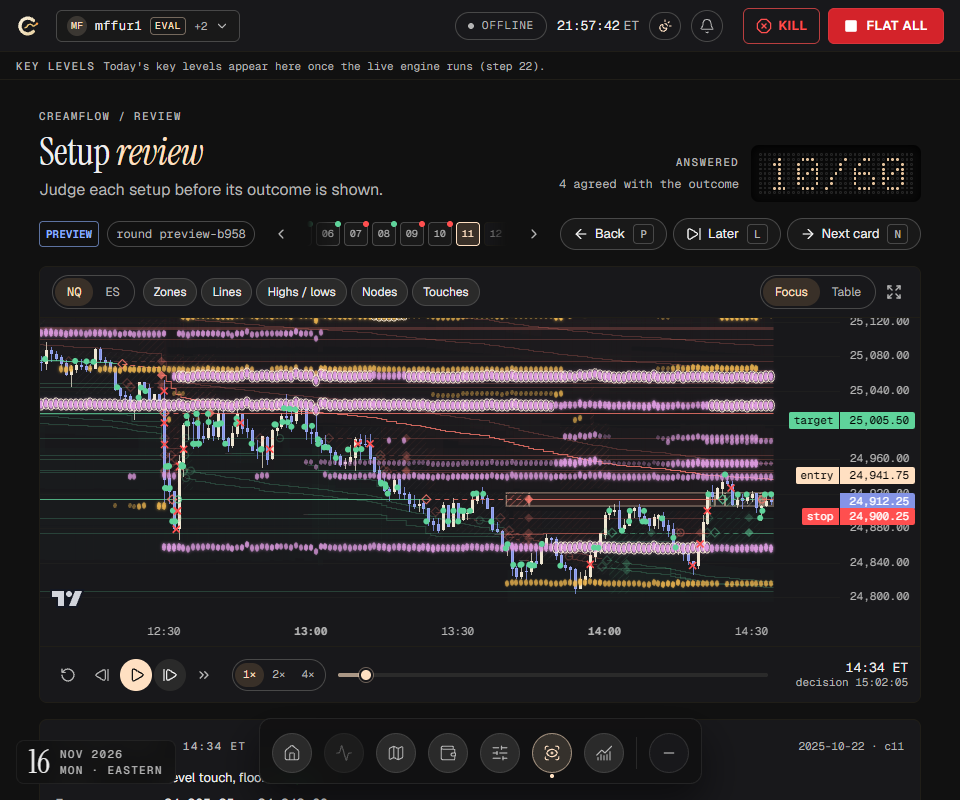 MF mffur1 EVAL +2
OFFLINE
21:57:42 ET
KILL
FLAT ALL
KEY LEVELS Today's key levels appear here once the live engine runs (step 22).
CREAMFLOW / REVIEW
Setup review
Judge each setup before its outcome is shown.
ANSWERED
4 agreed with the outcome
10/60
PREVIEW
round preview-b958
06 07 08 09 10 11 12
Back P
Later L
Next card N
NQ ES
Zones
Lines
Highs / lows
Nodes
Touches
Focus Table
25,120.00
25,080.00
25,040.00
target 25,005.50
24,960.00
entry 24,941.75
24,912.25
stop 24,900.25
24,880.00
24,840.00
24,800.00
12:30 13:00 13:30 14:00 14:30
1× 2× 4×
14:34 ET
decision 15:02:05
14:34 ET
2025-10-22 · c11
16 NOV 2026
MON · EASTERN